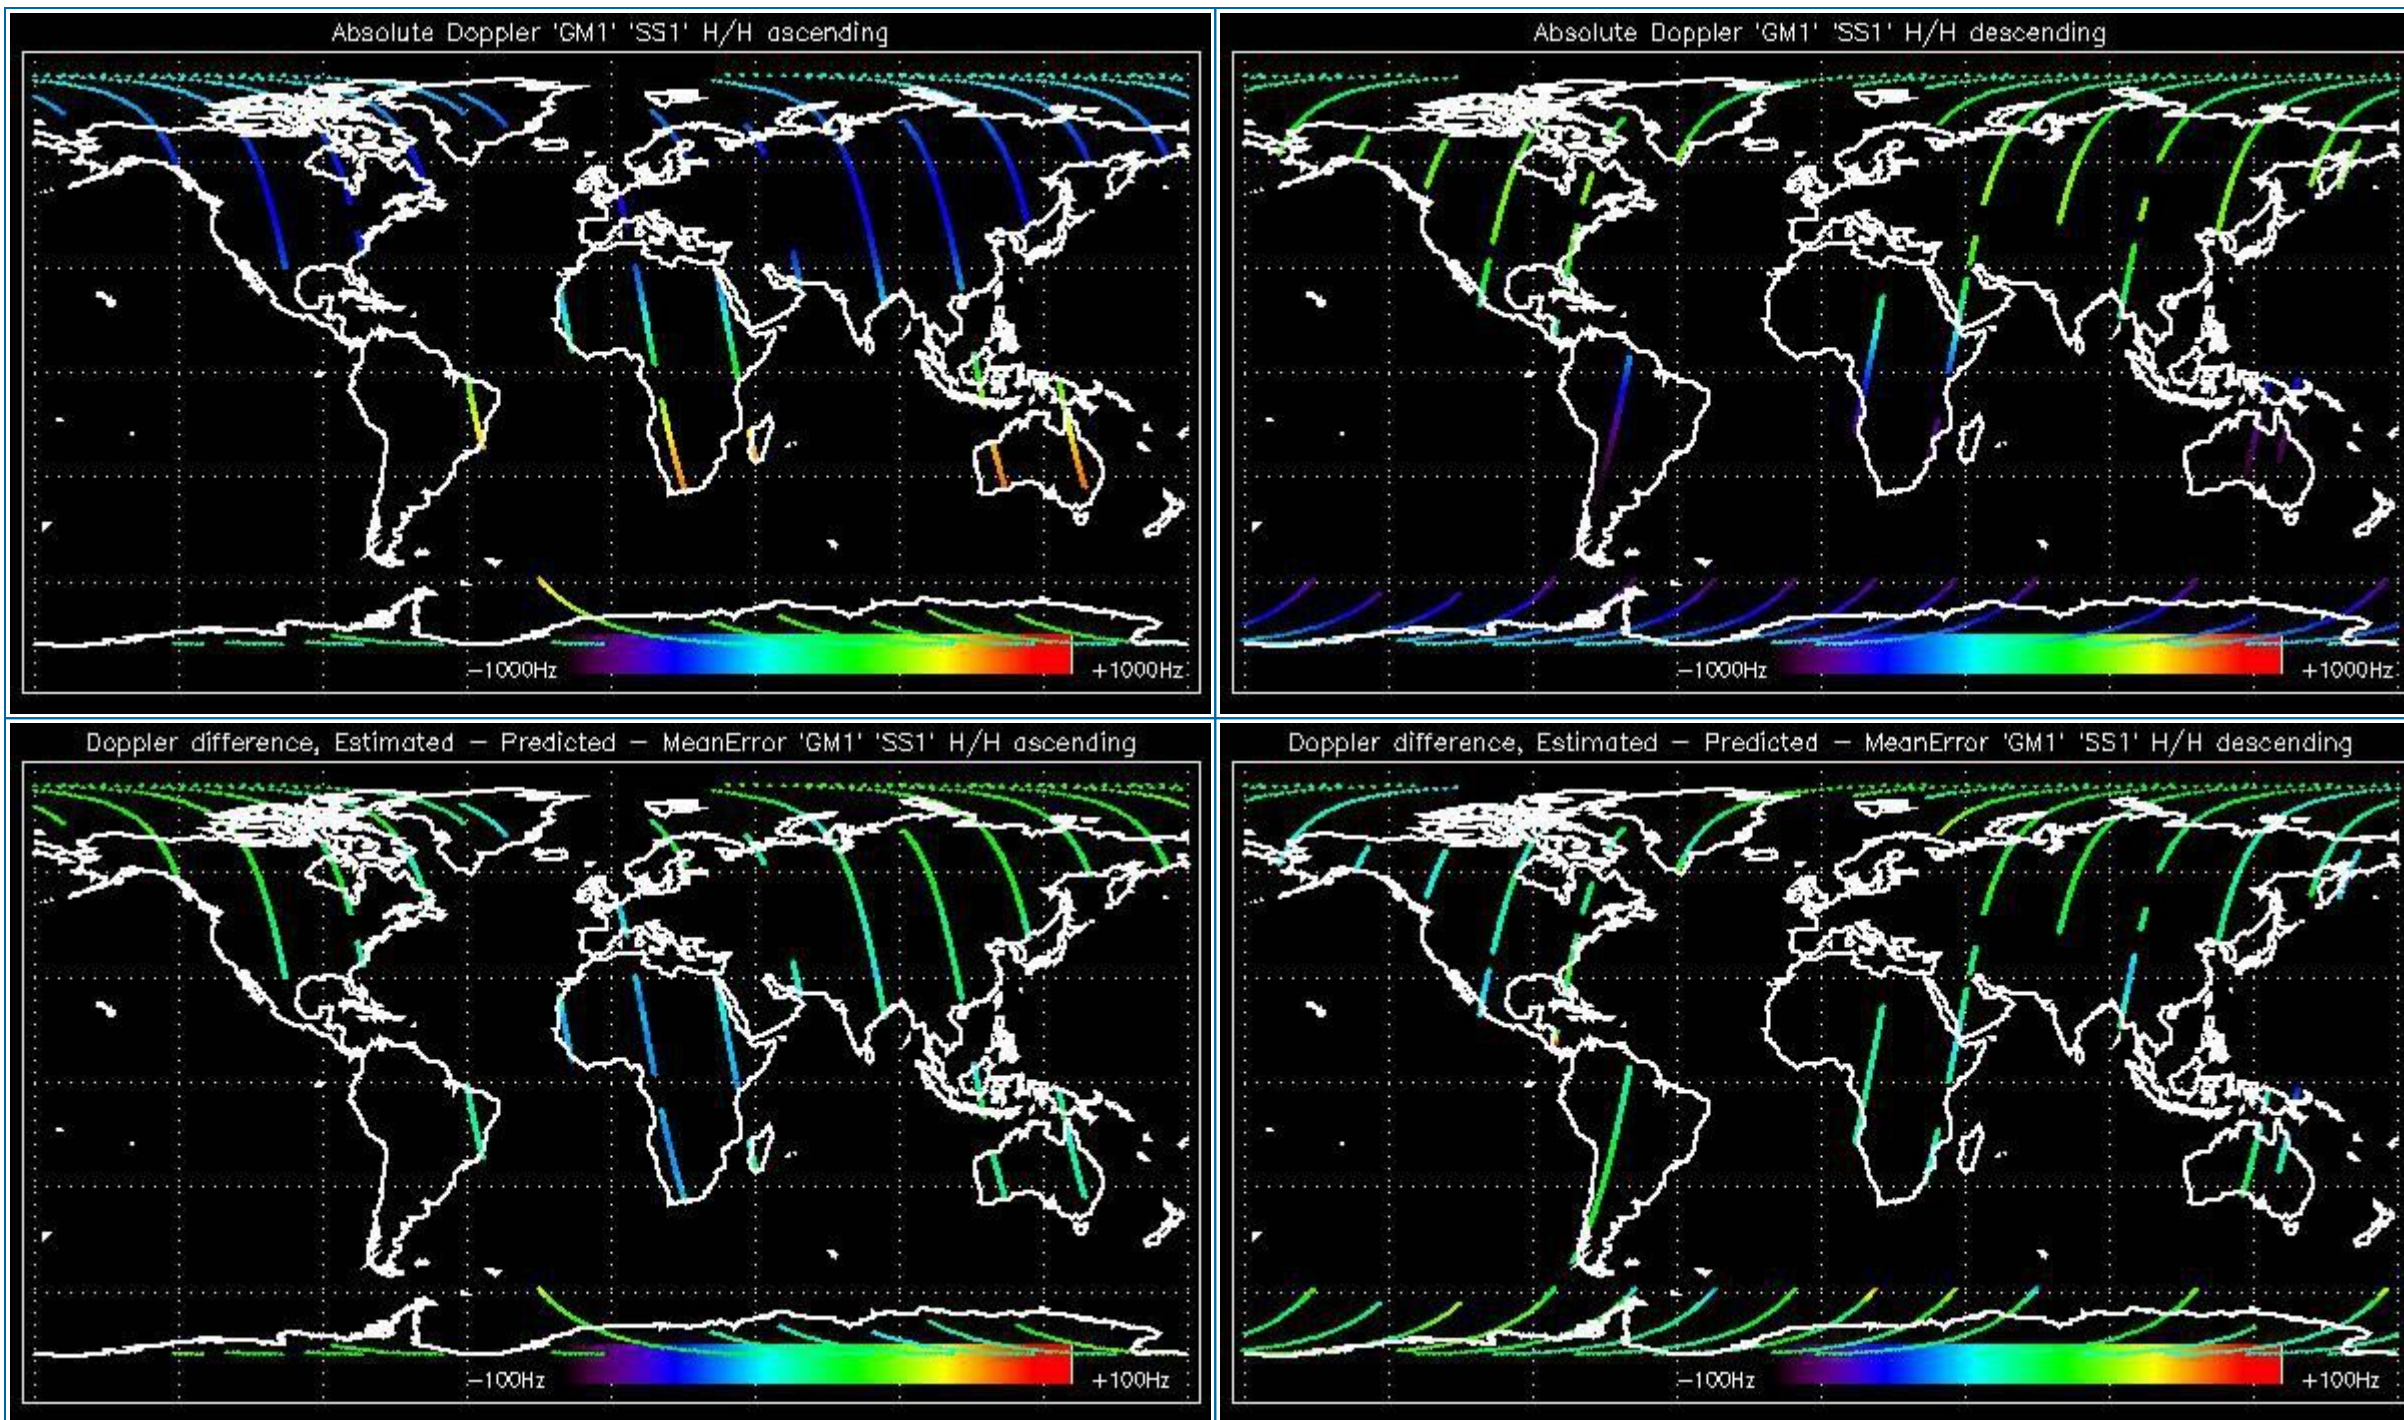 Absolute Doppler 'GM1' 'SS1' H/H ascending
−1000Hz +1000Hz
Absolute Doppler 'GM1' 'SS1' H/H descending
−1000Hz +1000Hz
Doppler difference, Estimated − Predicted − MeanError 'GM1' 'SS1' H/H ascending
−100Hz +100Hz
Doppler difference, Estimated − Predicted − MeanError 'GM1' 'SS1' H/H descending
−100Hz +100Hz